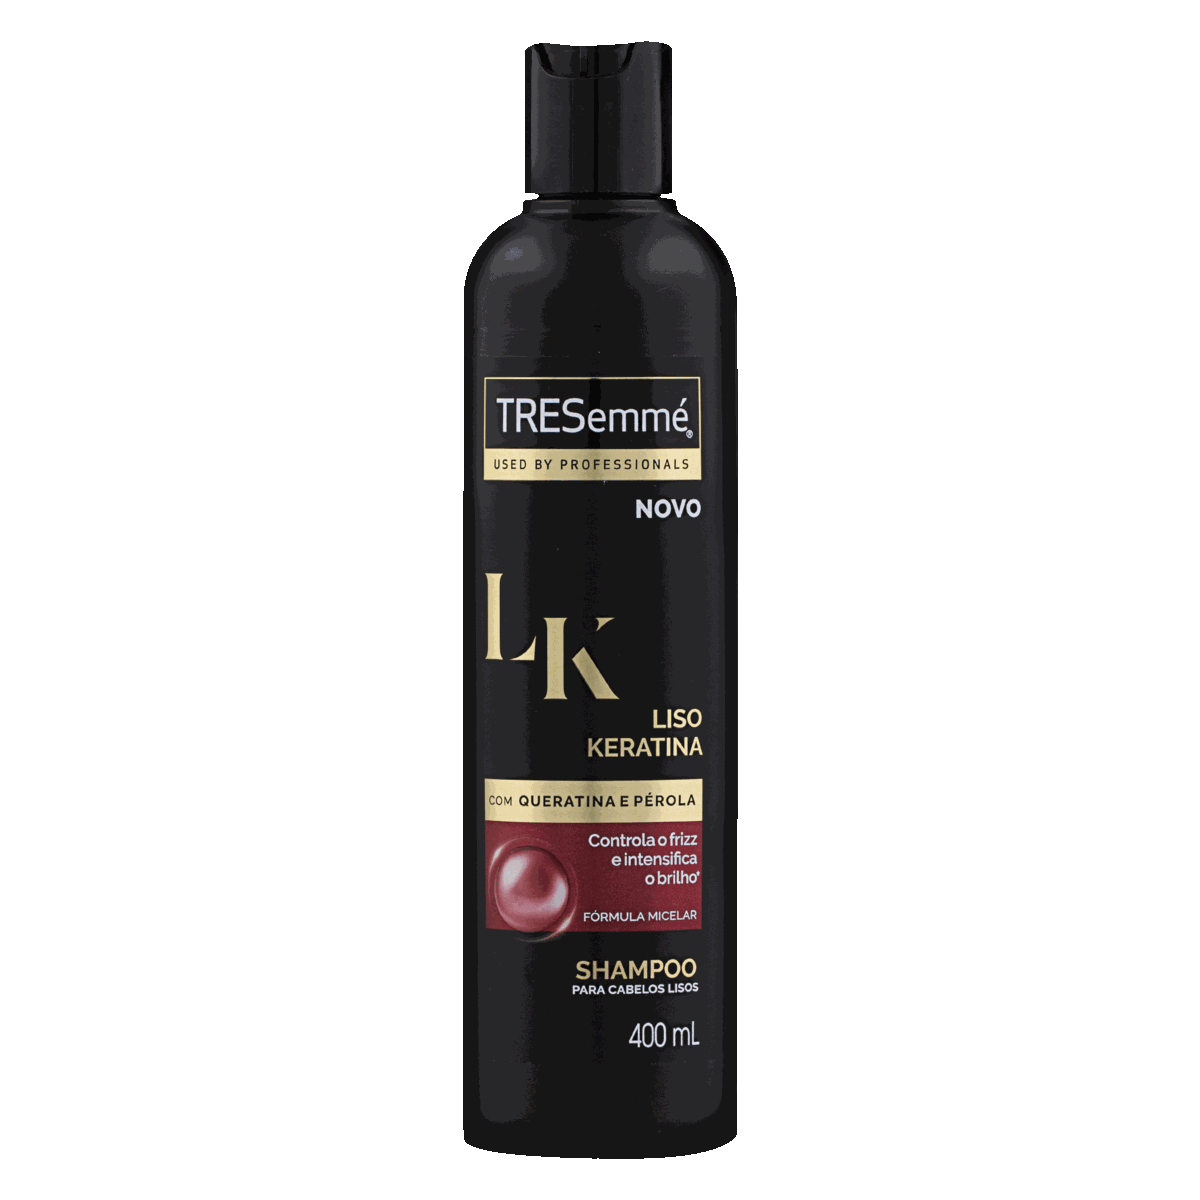 TRESemmé®
USED BY PROFESSIONALS
NOVO
LK
LISO
KERATINA
COM QUERATINA E PÉROLA
Controla o frizz
e intensifica
o brilho*
FÓRMULA MICELAR
SHAMPOO
PARA CABELOS LISOS
400 mL